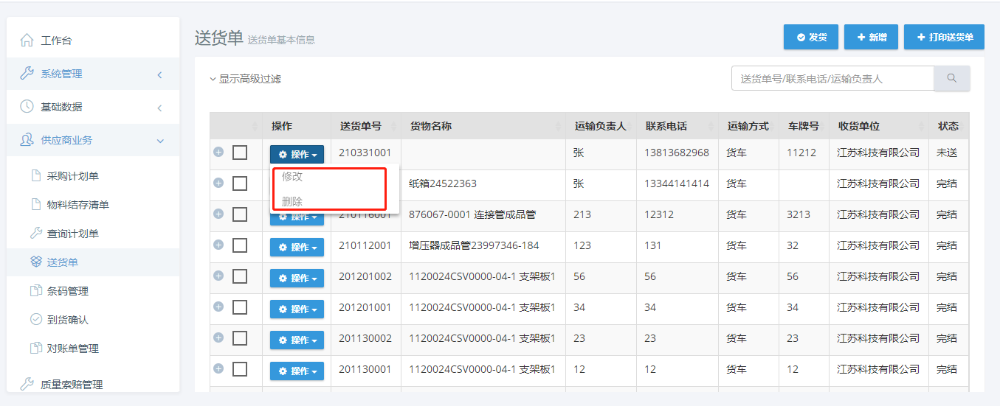 工作台
系统管理
基础数据
供应商业务
采购计划单
物料结存清单
查询计划单
送货单
条码管理
到货确认
对账单管理
质量索赔管理
送货单 送货单基本信息
发货 新增 打印送货单
显示高级过滤
送货单号/联系电话/运输负责人
操作 送货单号 货物名称 运输负责人 联系电话 运输方式 车牌号 收货单位 状态
操作 210331001 张 13813682968 货车 11212 江苏科技有限公司 未送
修改
纸箱24522363 张 13344141414 货车 江苏科技有限公司 完结
删除
操作 210116001 876067-0001 连接管成品管 213 12312 货车 3213 江苏科技有限公司 完结
操作 210112001 增压器成品管23997346-184 123 131 货车 32 江苏科技有限公司 完结
操作 201201002 1120024CSV0000-04-1 支架板1 56 56 货车 56 江苏科技有限公司 完结
操作 201201001 1120024CSV0000-04-1 支架板1 34 34 货车 34 江苏科技有限公司 完结
操作 201130002 1120024CSV0000-04-1 支架板1 23 23 货车 23 江苏科技有限公司 完结
操作 201130001 1120024CSV0000-04-1 支架板1 12 12 货车 12 江苏科技有限公司 完结